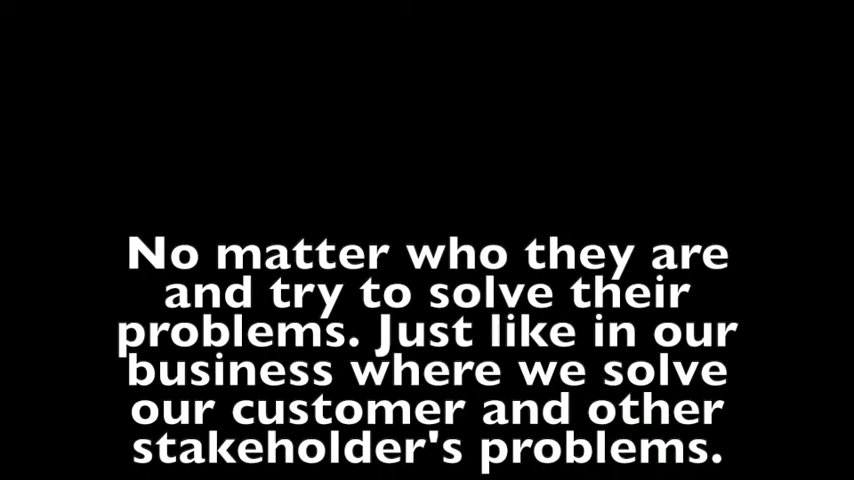 No matter who they are
and try to solve their
problems. Just like in our
business where we solve
our customer and other
stakeholder's problems.